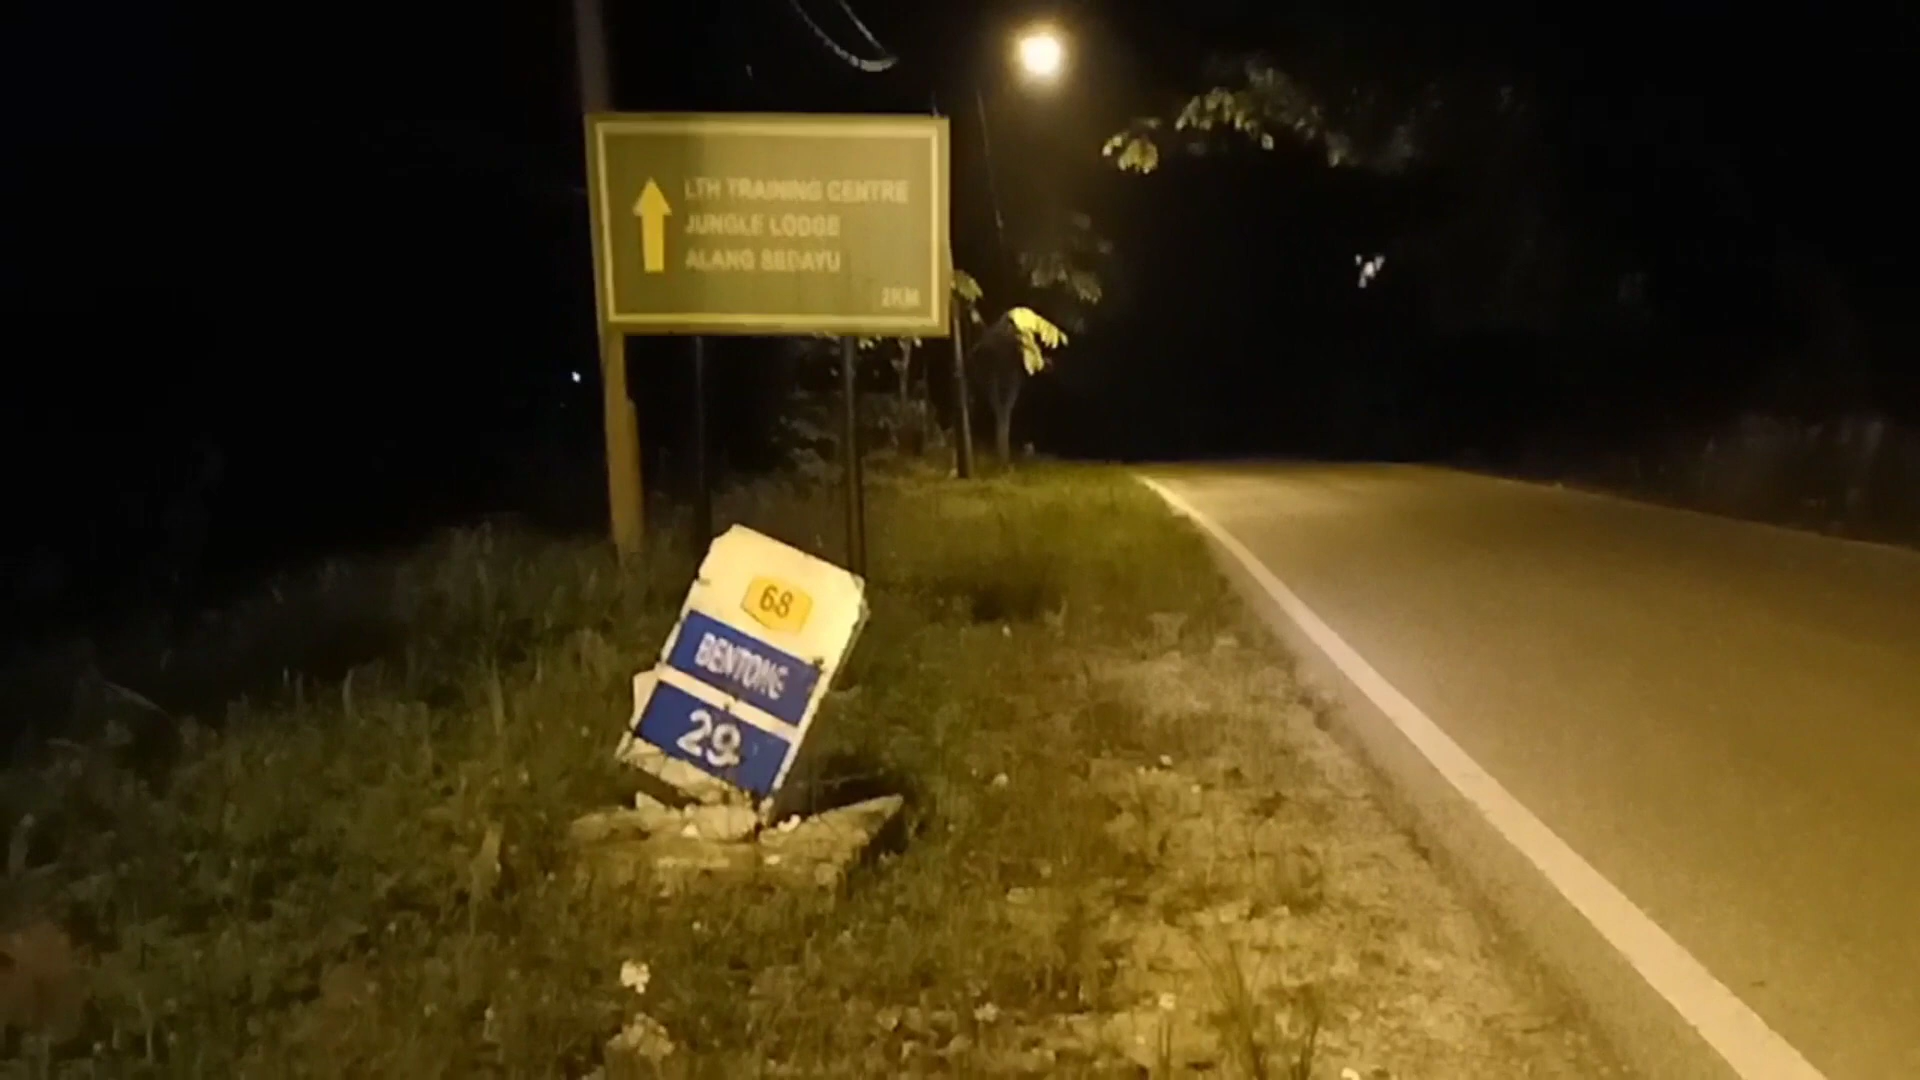 LTH TRAINING CENTRE
JUNGLE LODGE
ALANG SEDAYU
2KM
68
BENTONG
29